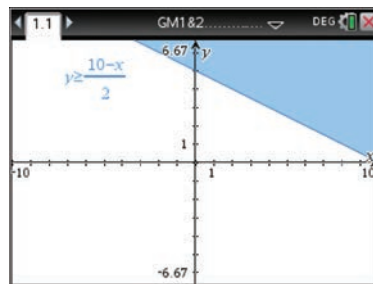 1.1 GM1&2............. DEG
6.67 y
y≥(10−x)/2
1
x
-10 1 10
-6.67